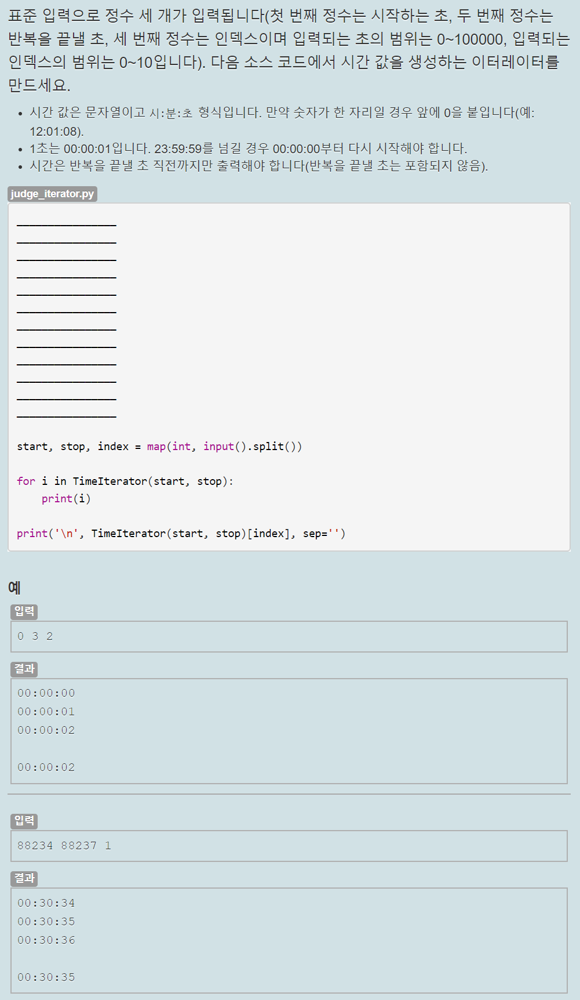 표준 입력으로 정수 세 개가 입력됩니다(첫 번째 정수는 시작하는 초, 두 번째 정수는
반복을 끝낼 초, 세 번째 정수는 인덱스이며 입력되는 초의 범위는 0~100000, 입력되는
인덱스의 범위는 0~10입니다). 다음 소스 코드에서 시간 값을 생성하는 이터레이터를
만드세요.
• 시간 값은 문자열이고 시:분:초 형식입니다. 만약 숫자가 한 자리일 경우 앞에 0을 붙입니다(예:
12:01:08).
• 1초는 00:00:01입니다. 23:59:59를 넘길 경우 00:00:00부터 다시 시작해야 합니다.
• 시간은 반복을 끝낼 초 직전까지만 출력해야 합니다(반복을 끝낼 초는 포함되지 않음).
judge_iterator.py
________________
________________
________________
________________
________________
________________
________________
________________
________________
________________
________________
________________
start, stop, index = map(int, input().split())
for i in TimeIterator(start, stop):
    print(i)
print('\n', TimeIterator(start, stop)[index], sep='')
예
입력
0 3 2
결과
00:00:00
00:00:01
00:00:02
00:00:02
입력
88234 88237 1
결과
00:30:34
00:30:35
00:30:36
00:30:35